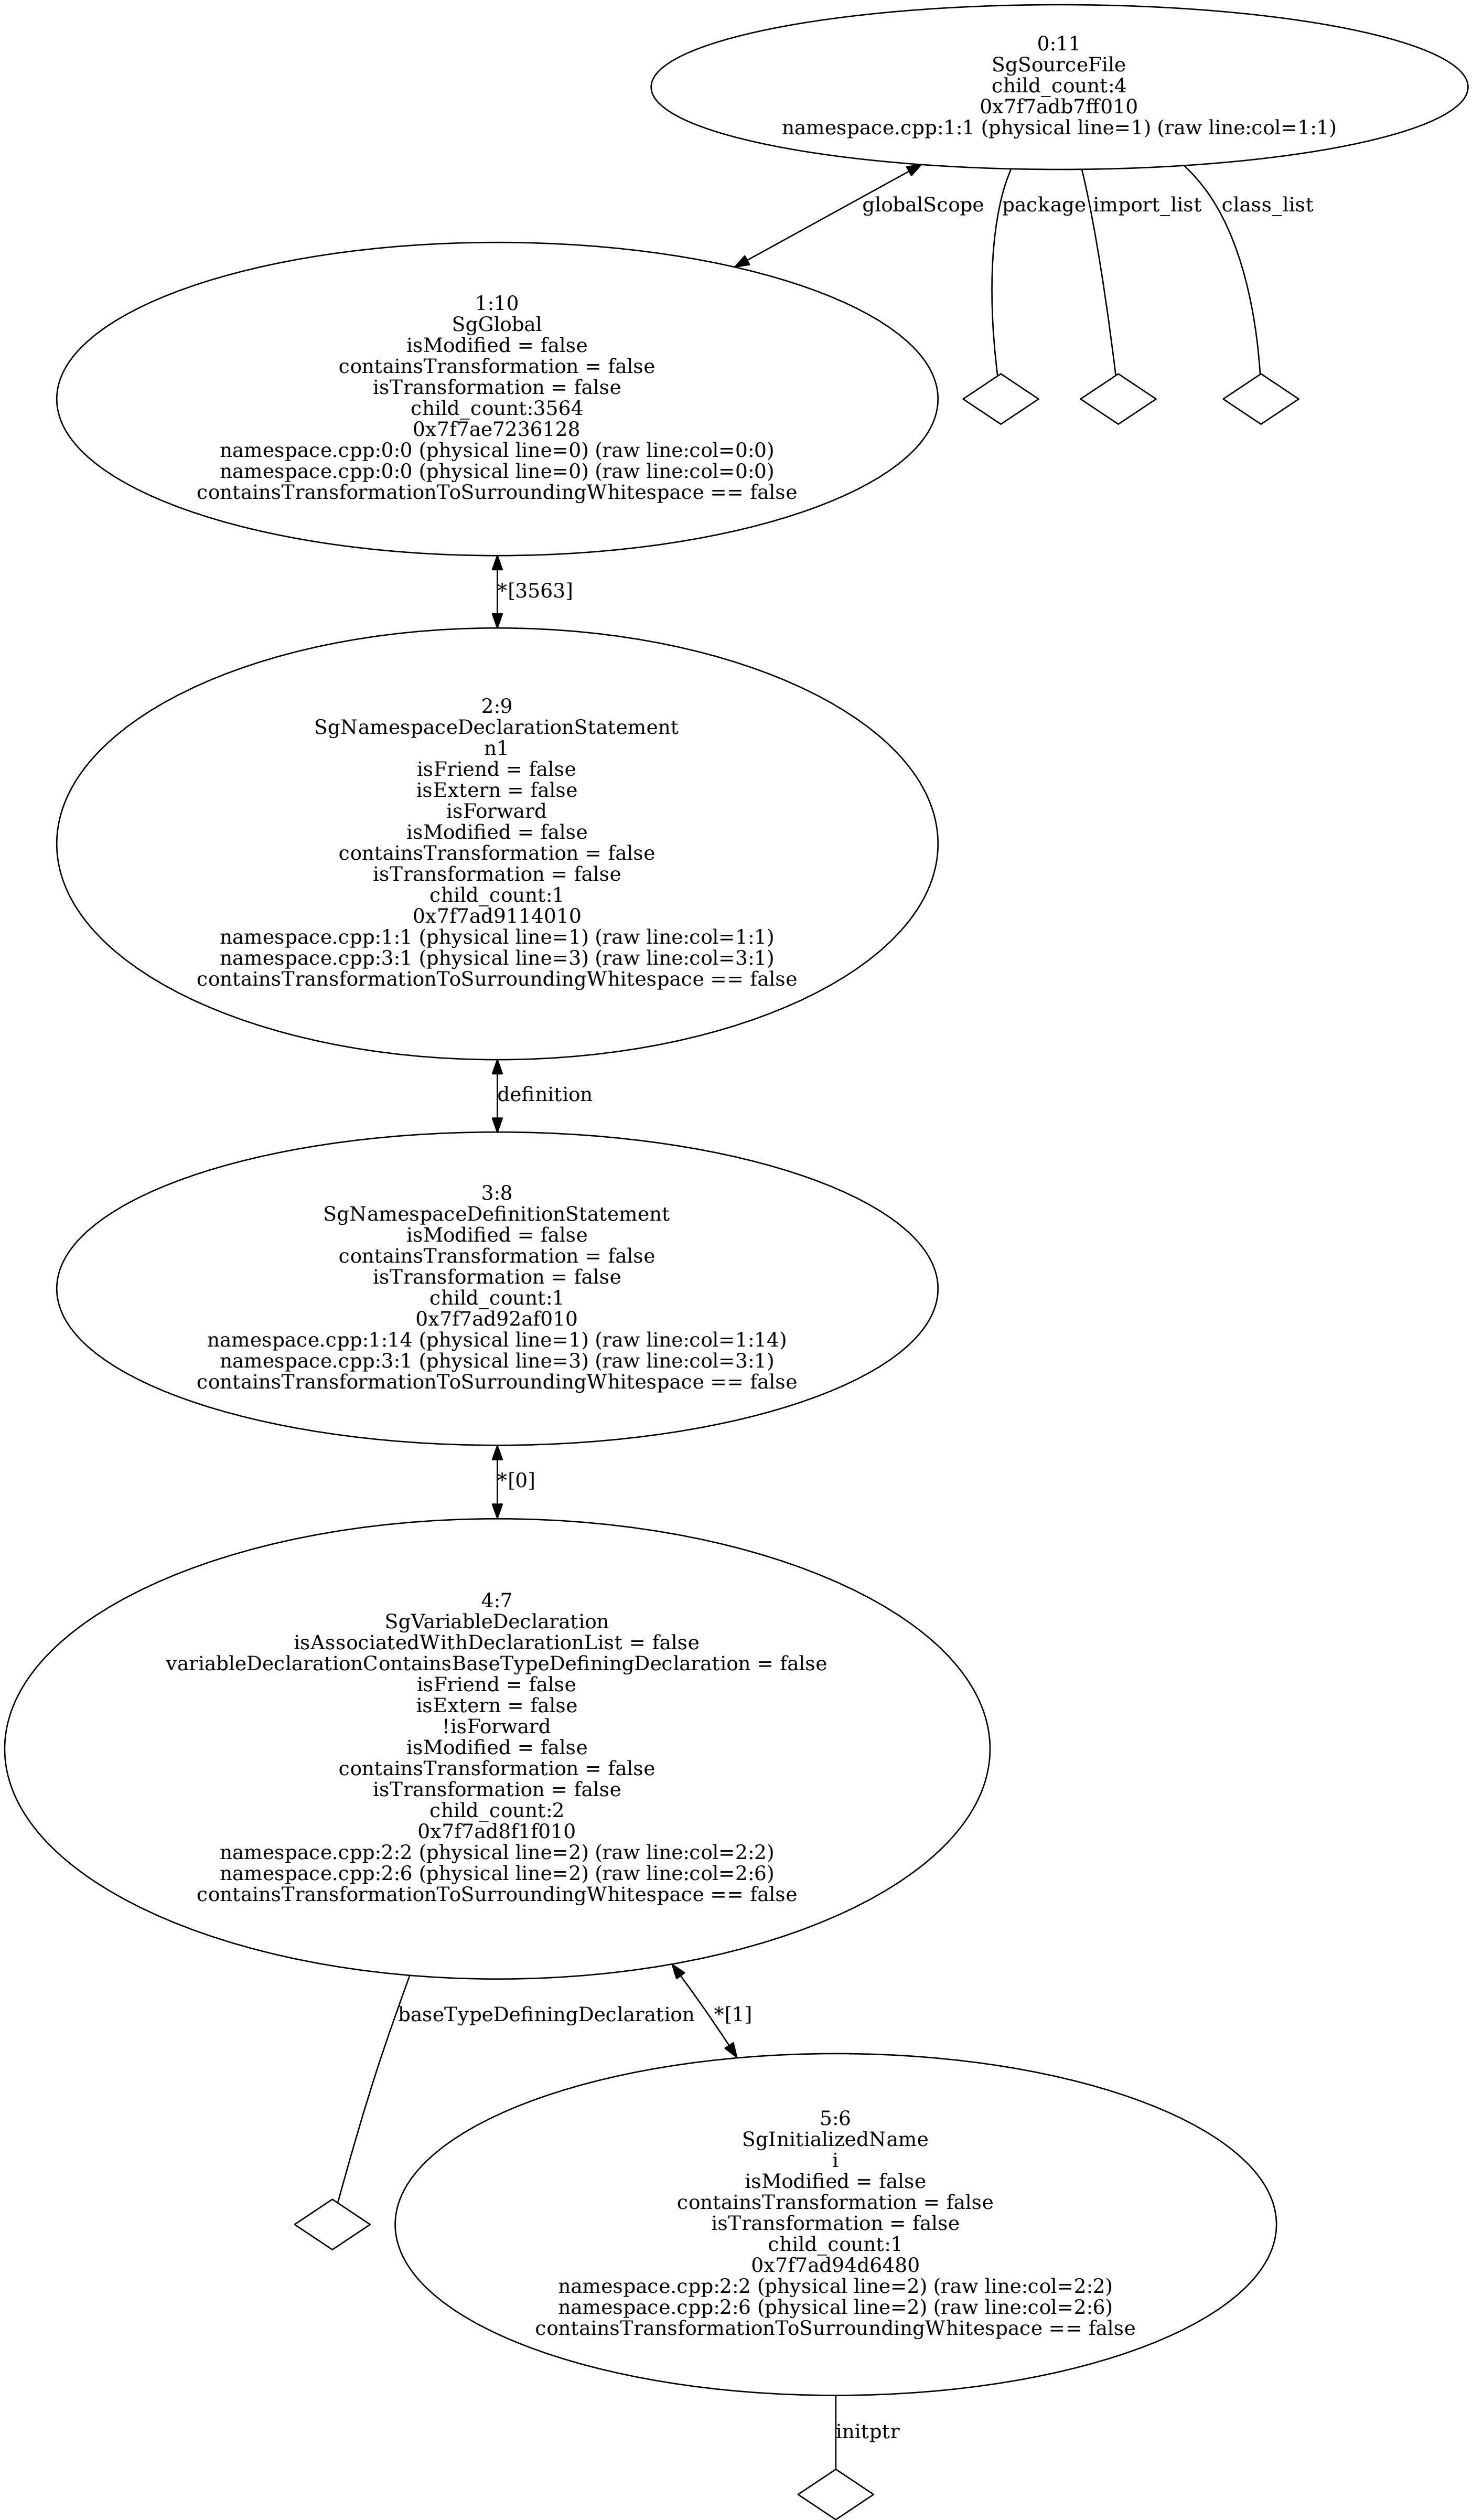 0:11
SgSourceFile
child_count:4
0x7f7adb7ff010
namespace.cpp:1:1 (physical line=1) (raw line:col=1:1)
globalScope
package
import_list
class_list
1:10
SgGlobal
isModified = false
containsTransformation = false
isTransformation = false
child_count:3564
0x7f7ae7236128
namespace.cpp:0:0 (physical line=0) (raw line:col=0:0)
namespace.cpp:0:0 (physical line=0) (raw line:col=0:0)
containsTransformationToSurroundingWhitespace == false
*[3563]
2:9
SgNamespaceDeclarationStatement
n1
isFriend = false
isExtern = false
isForward
isModified = false
containsTransformation = false
isTransformation = false
child_count:1
0x7f7ad9114010
namespace.cpp:1:1 (physical line=1) (raw line:col=1:1)
namespace.cpp:3:1 (physical line=3) (raw line:col=3:1)
containsTransformationToSurroundingWhitespace == false
definition
3:8
SgNamespaceDefinitionStatement
isModified = false
containsTransformation = false
isTransformation = false
child_count:1
0x7f7ad92af010
namespace.cpp:1:14 (physical line=1) (raw line:col=1:14)
namespace.cpp:3:1 (physical line=3) (raw line:col=3:1)
containsTransformationToSurroundingWhitespace == false
*[0]
4:7
SgVariableDeclaration
isAssociatedWithDeclarationList = false
variableDeclarationContainsBaseTypeDefiningDeclaration = false
isFriend = false
isExtern = false
!isForward
isModified = false
containsTransformation = false
isTransformation = false
child_count:2
0x7f7ad8f1f010
namespace.cpp:2:2 (physical line=2) (raw line:col=2:2)
namespace.cpp:2:6 (physical line=2) (raw line:col=2:6)
containsTransformationToSurroundingWhitespace == false
baseTypeDefiningDeclaration
*[1]
5:6
SgInitializedName
i
isModified = false
containsTransformation = false
isTransformation = false
child_count:1
0x7f7ad94d6480
namespace.cpp:2:2 (physical line=2) (raw line:col=2:2)
namespace.cpp:2:6 (physical line=2) (raw line:col=2:6)
containsTransformationToSurroundingWhitespace == false
initptr